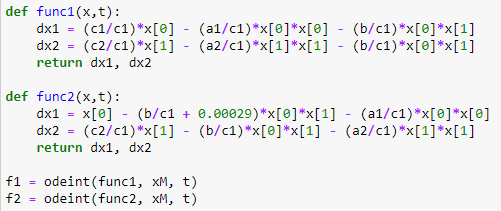 def func1(x,t):
    dx1 = (c1/c1)*x[0] - (a1/c1)*x[0]*x[0] - (b/c1)*x[0]*x[1]
    dx2 = (c2/c1)*x[1] - (a2/c1)*x[1]*x[1] - (b/c1)*x[0]*x[1]
    return dx1, dx2

def func2(x,t):
    dx1 = x[0] - (b/c1 + 0.00029)*x[0]*x[1] - (a1/c1)*x[0]*x[0]
    dx2 = (c2/c1)*x[1] - (b/c1)*x[0]*x[1] - (a2/c1)*x[1]*x[1]
    return dx1, dx2

f1 = odeint(func1, xM, t)
f2 = odeint(func2, xM, t)